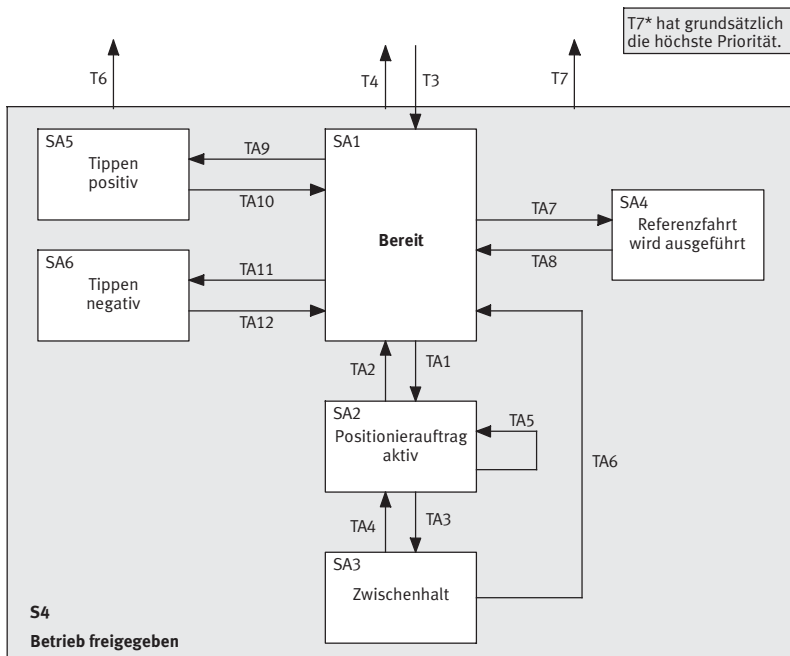 T7* hat grundsätzlich
die höchste Priorität.
T6
T4
T3
T7
SA5
Tippen
positiv
TA9
TA10
SA1
Bereit
TA7
TA8
SA4
Referenzfahrt
wird ausgeführt
SA6
Tippen
negativ
TA11
TA12
TA2
TA1
SA2
Positionierauftrag
aktiv
TA5
TA6
TA4
TA3
SA3
Zwischenhalt
S4
Betrieb freigegeben